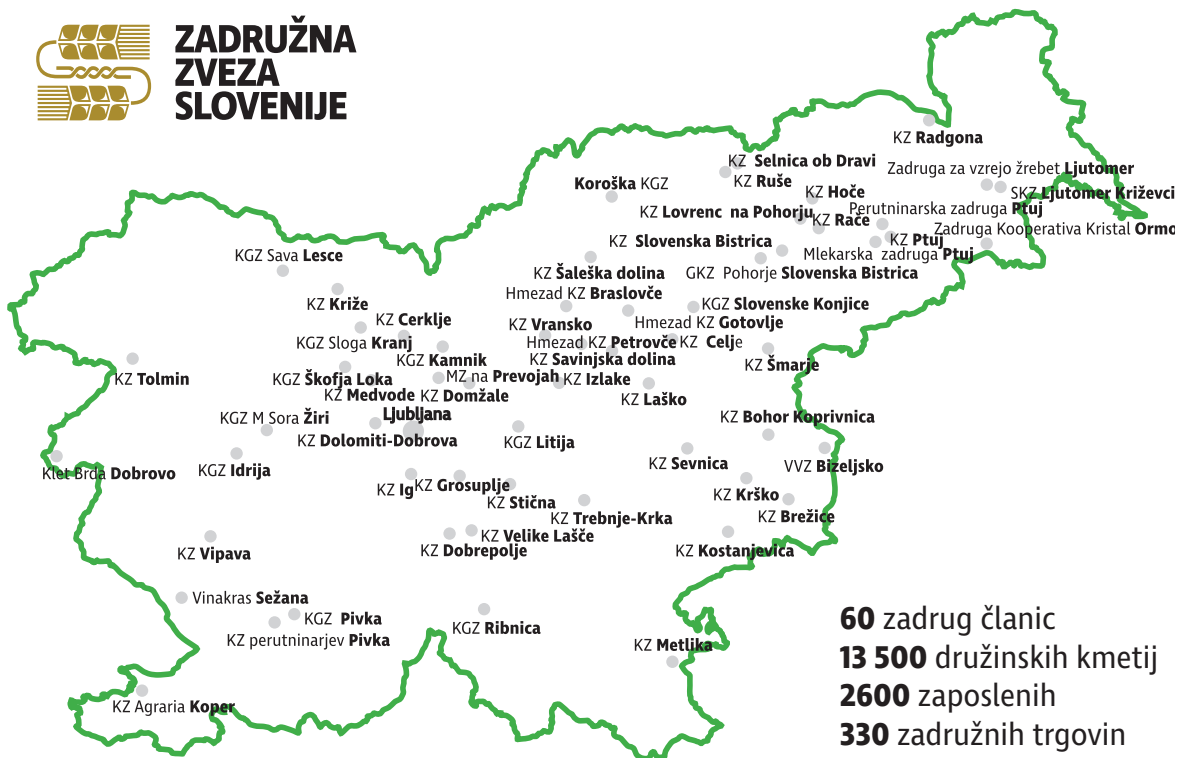 ZADRUŽNA
ZVEZA
SLOVENIJE
KZ Radgona
KZ Selnica ob Dravi
Zadruga za vzrejo žrebet Ljutomer
Koroška KGZ
KZ Ruše
KZ Hoče
SKZ Ljutomer Križevci
KZ Lovrenc na Pohorju
Perutninarska zadruga Ptuj
KZ Rače
Zadruga Kooperativa Kristal Ormo
KZ Slovenska Bistrica
KZ Ptuj
Mlekarska zadruga Ptuj
KGZ Sava Lesce
KZ Šaleška dolina
GKZ Pohorje Slovenska Bistrica
Hmezad KZ Braslovče
KZ Križe
KGZ Slovenske Konjice
KZ Cerklje
KZ Vransko
Hmezad KZ Gotovlje
KGZ Sloga Kranj
Hmezad KZ Petrovče
KZ Celje
KGZ Kamnik
KZ Savinjska dolina
KZ Šmarje
KZ Tolmin
KGZ Škofja Loka
MZ na Prevojah
KZ Izlake
KZ Medvode
KZ Domžale
KZ Laško
Ljubljana
KGZ M Sora Žiri
KZ Bohor Koprivnica
KZ Dolomiti-Dobrova
KGZ Litija
Klet Brda Dobrovo
KGZ Idrija
KZ Sevnica
VVZ Bizeljsko
KZ Ig
KZ Grosuplje
KZ Stična
KZ Krško
KZ Trebnje-Krka
KZ Brežice
KZ Velike Lašče
KZ Vipava
KZ Dobrepolje
KZ Kostanjevica
Vinakras Sežana
KGZ Pivka
KZ perutninarjev Pivka
KGZ Ribnica
KZ Metlika
KZ Agraria Koper
60 zadrug članic
13 500 družinskih kmetij
2600 zaposlenih
330 zadružnih trgovin